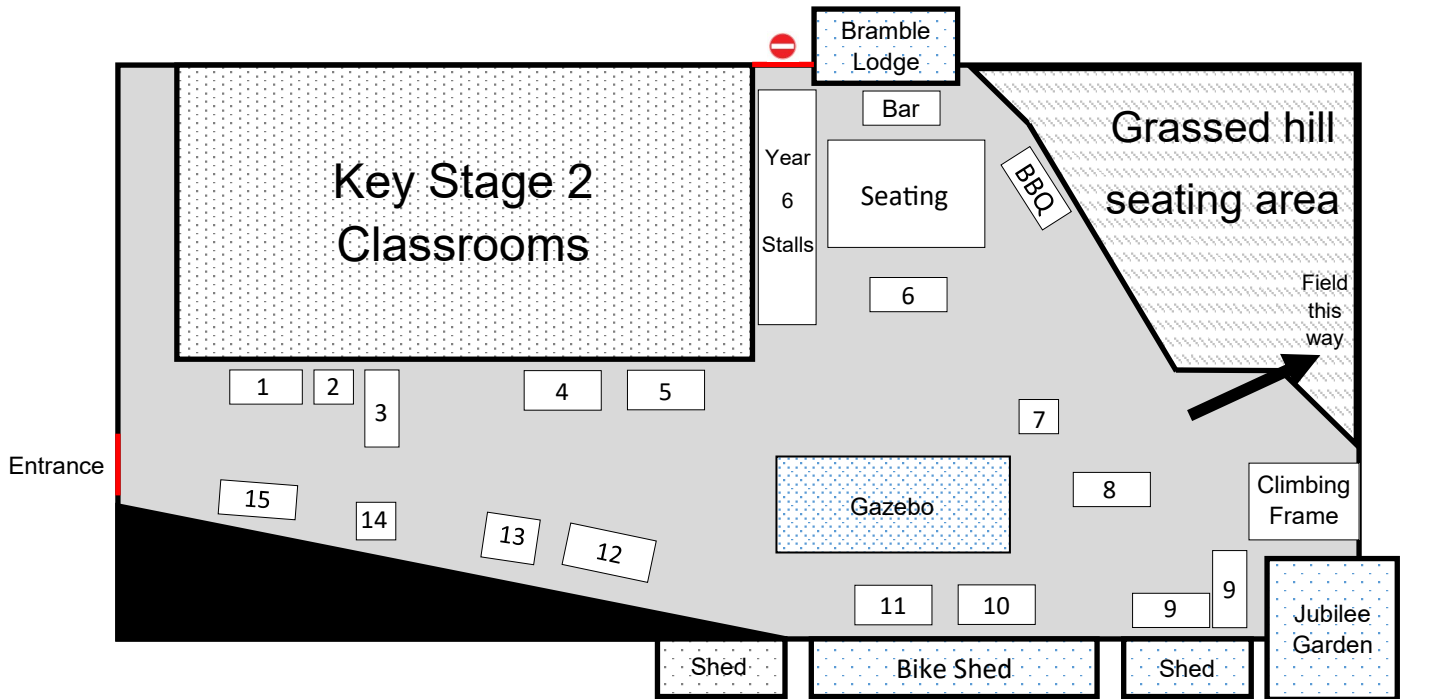 Bramble
Lodge
Bar
Key Stage 2
Classrooms
Year
6
Stalls
Seating
BBQ
Grassed hill
seating area
Field
this
way
6
1
2
3
4
5
7
Entrance
15
14
13
12
Gazebo
8
Climbing
Frame
11
10
9
9
Jubilee
Garden
Shed
Bike Shed
Shed